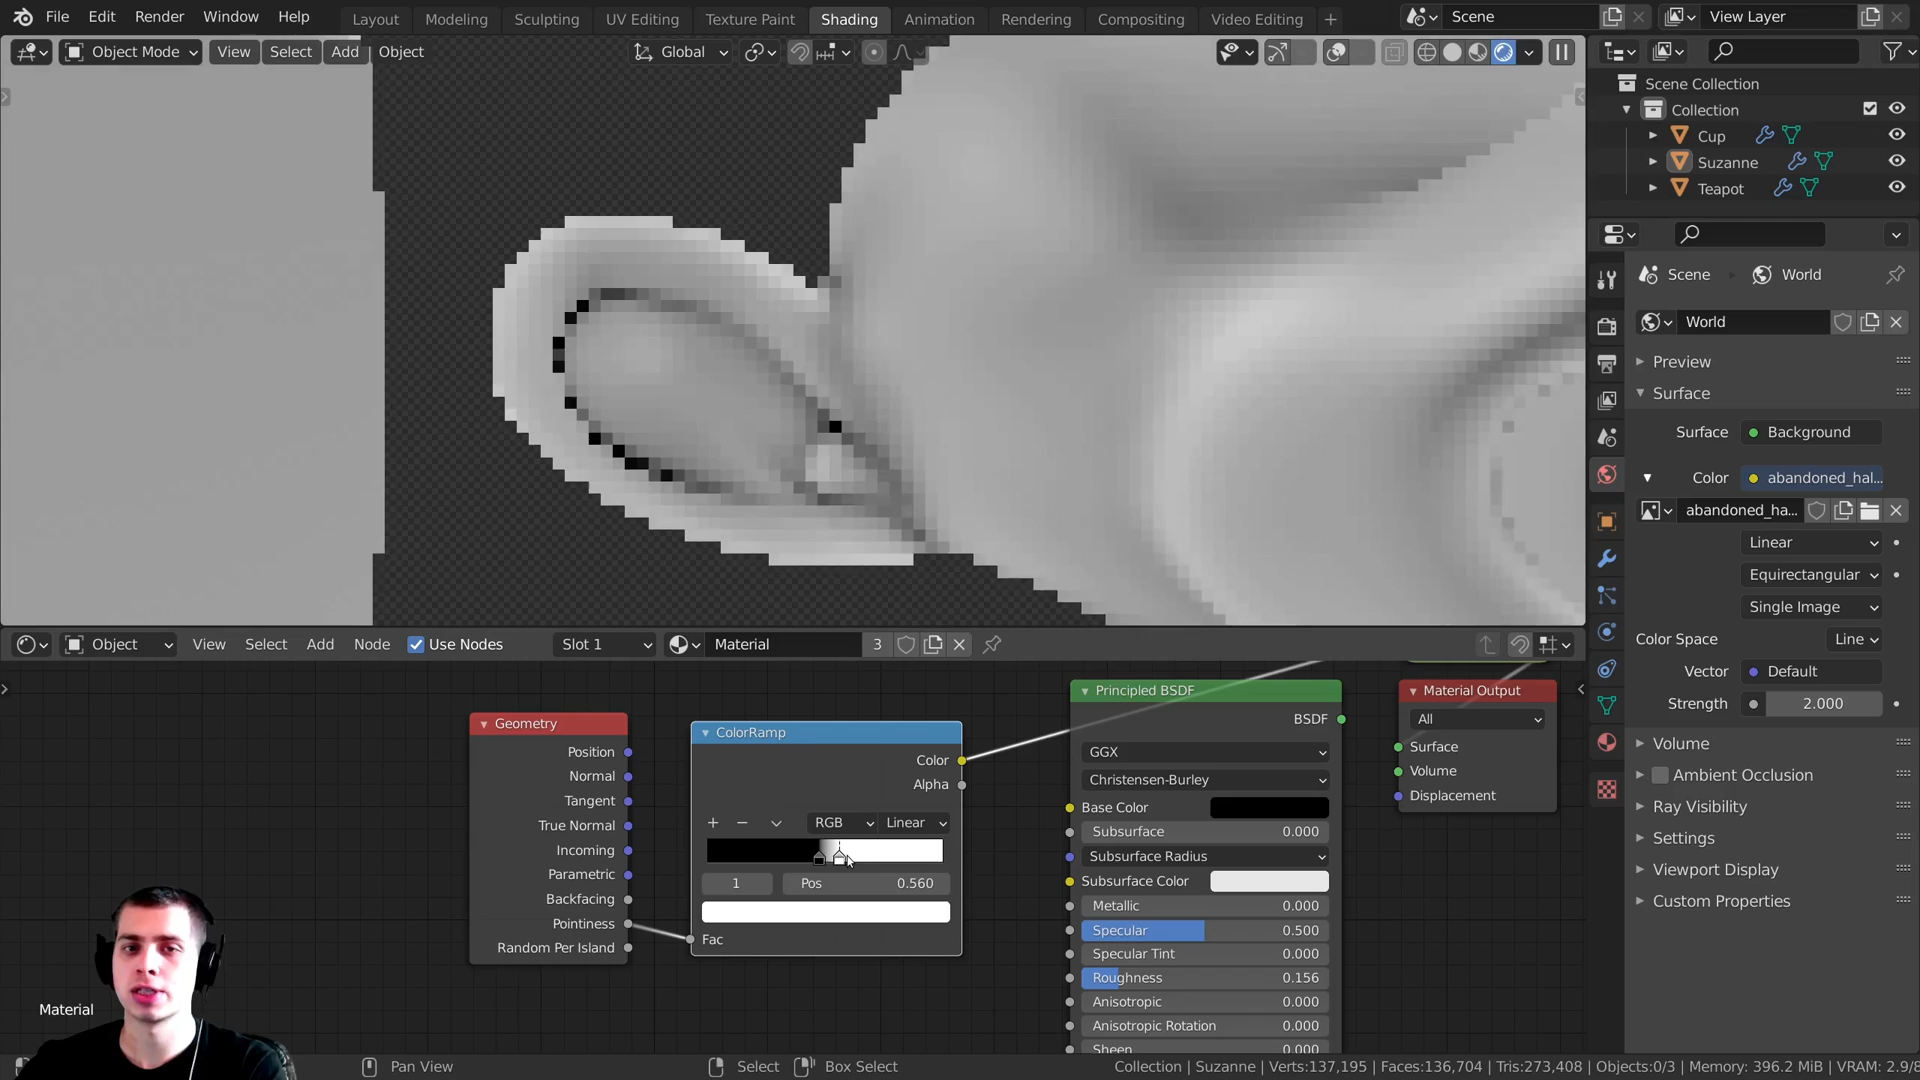 File Edit Render Window Help Layout Modeling Sculpting UV Editing Texture Paint Shading Animation Rendering Compositing Video Editing + Scene View Layer
Object Mode View Select Add Object Global
Scene Collection
Collection
Cup
Suzanne
Teapot
Scene World
World
Preview
Surface
Surface Background
Color abandoned_hal...
abandoned_ha...
Linear
Equirectangular
Single Image
Color Space Line
Vector Default
Strength 2.000
Volume
Ambient Occlusion
Ray Visibility
Settings
Viewport Display
Custom Properties
Object View Select Add Node Use Nodes Slot 1 Material 3
Geometry
Position
Normal
Tangent
True Normal
Incoming
Parametric
Backfacing
Pointiness
Random Per Island
ColorRamp
Color
Alpha
RGB Linear
1 Pos 0.560
Fac
Principled BSDF
BSDF
GGX
Christensen-Burley
Base Color
Subsurface 0.000
Subsurface Radius
Subsurface Color
Metallic 0.000
Specular 0.500
Specular Tint 0.000
Roughness 0.156
Anisotropic 0.000
Anisotropic Rotation 0.000
Sheen 0.000
Material Output
All
Surface
Volume
Displacement
Material
Pan View Select Box Select Collection | Suzanne | Verts:137,195 | Faces:136,704 | Tris:273,408 | Objects:0/3 | Memory: 396.2 MiB | VRAM: 2.9/8